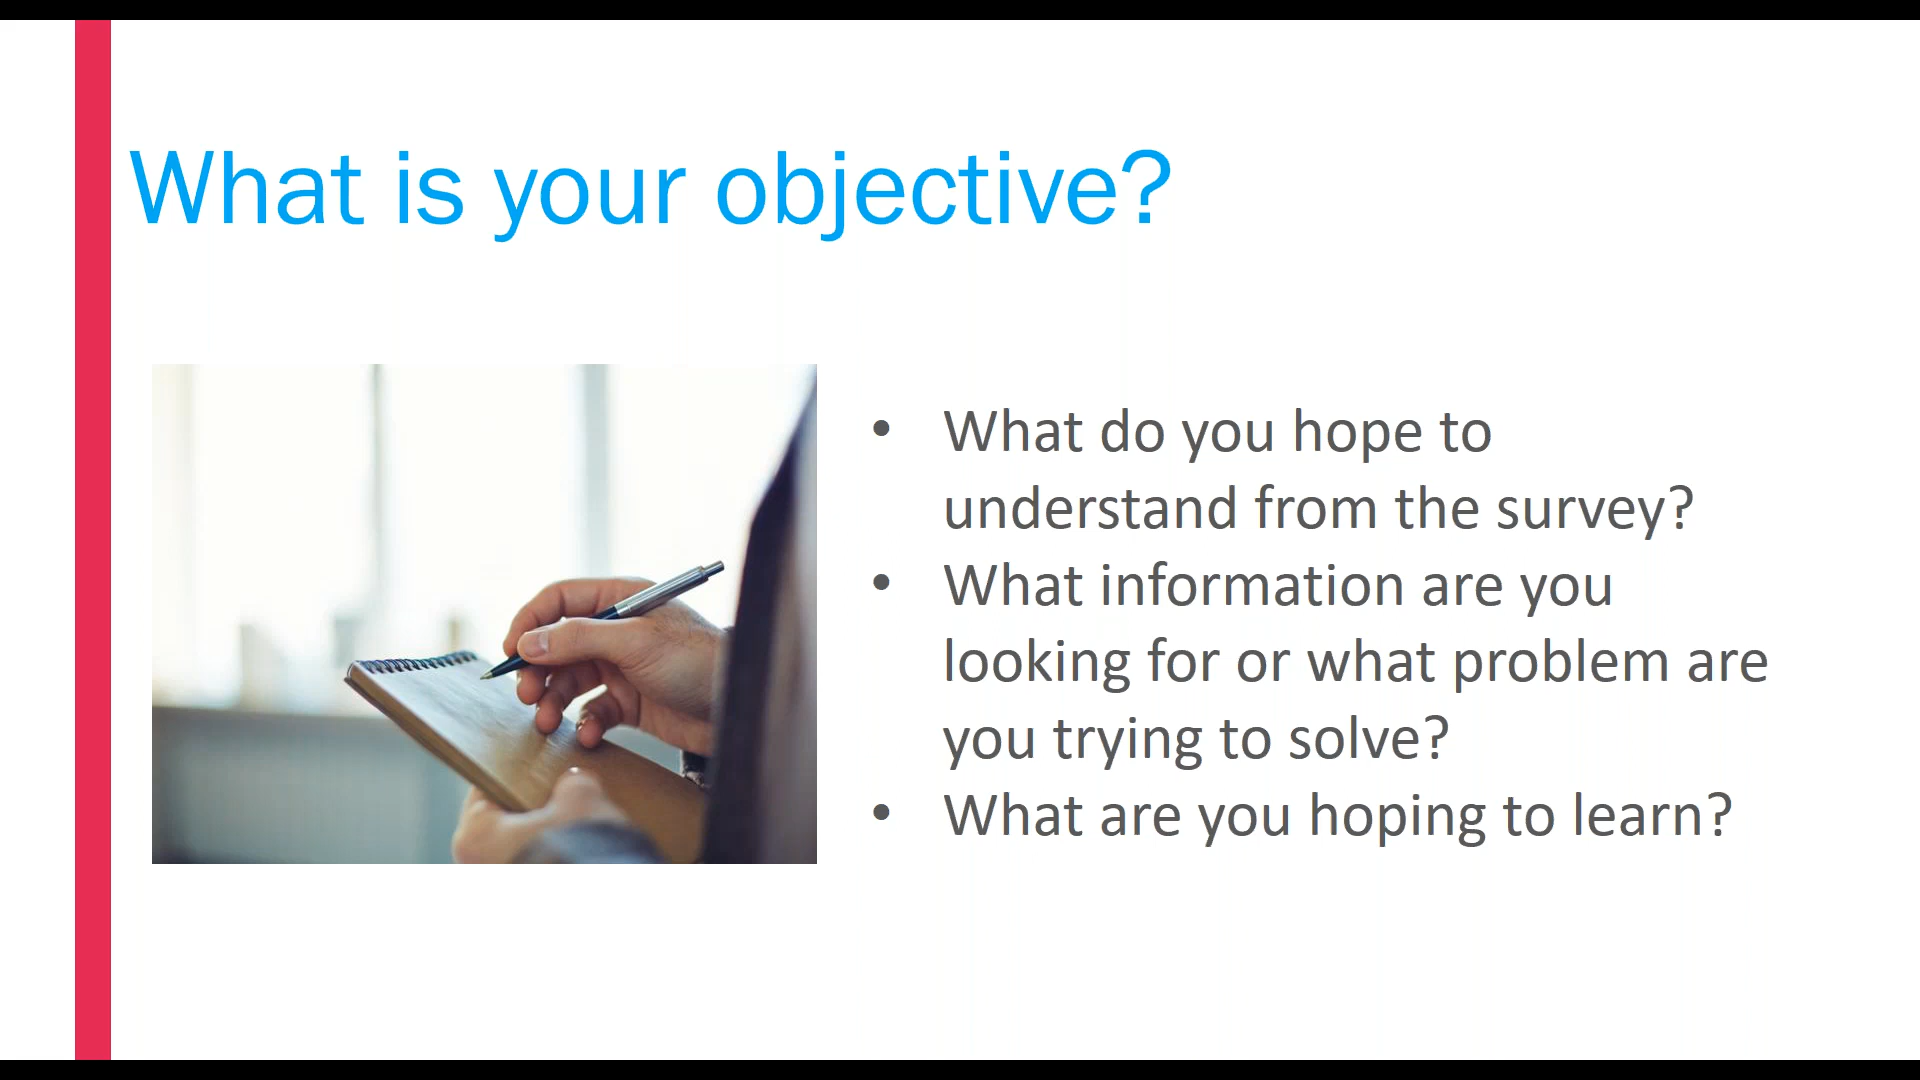 What is your objective?
• What do you hope to
understand from the survey?
• What information are you
looking for or what problem are
you trying to solve?
• What are you hoping to learn?